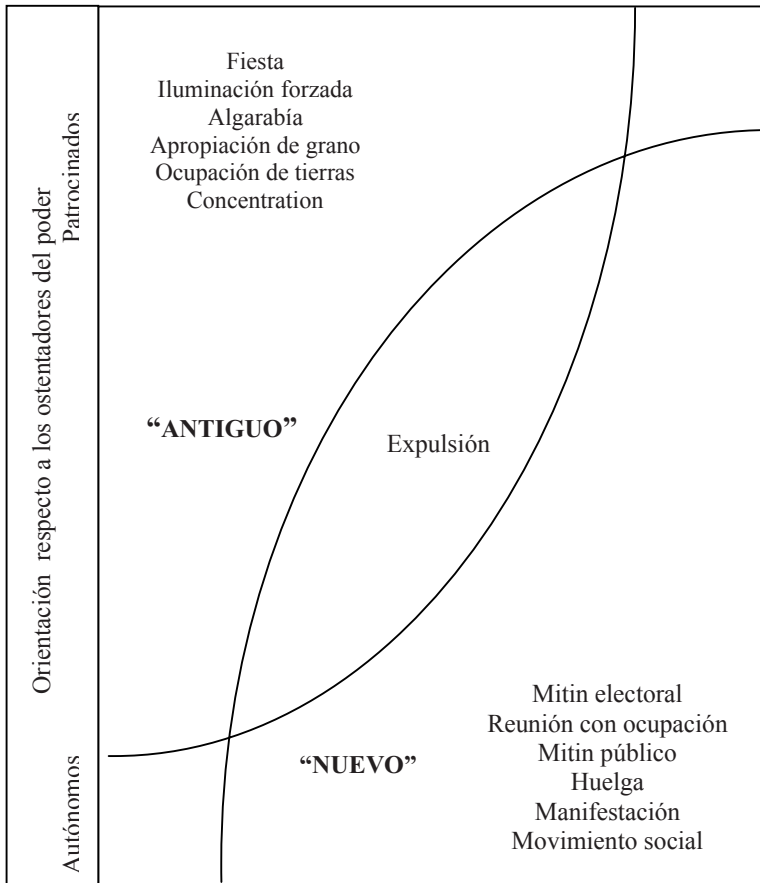 Orientación respecto a los ostentadores del poder
Patrocinados
Autónomos
Fiesta
Iluminación forzada
Algarabía
Apropiación de grano
Ocupación de tierras
Concentration
“ANTIGUO”
Expulsión
“NUEVO”
Mitin electoral
Reunión con ocupación
Mitin público
Huelga
Manifestación
Movimiento social